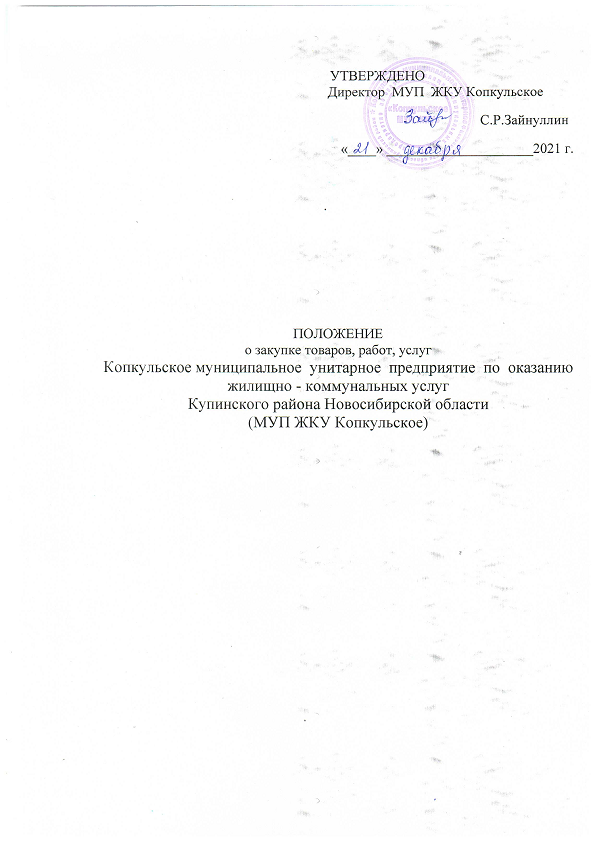 УТВЕРЖДЕНО
Директор МУП ЖКУ Копкульское
С.Р.Зайнуллин
« 21 » декабря 2021 г.
ПОЛОЖЕНИЕ
о закупке товаров, работ, услуг
Копкульское муниципальное унитарное предприятие по оказанию
жилищно - коммунальных услуг
Купинского района Новосибирской области
(МУП ЖКУ Копкульское)